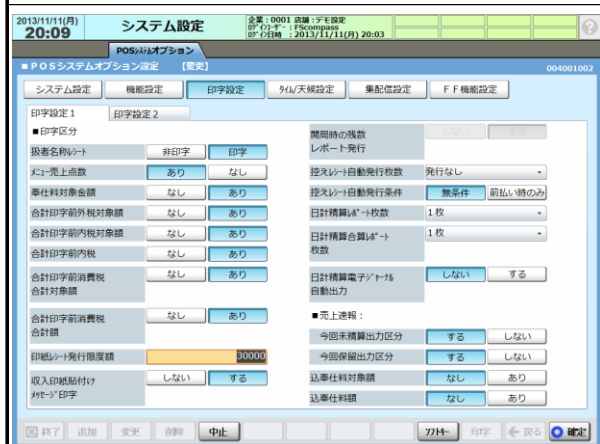 2013/11/11(月)
20:09
システム設定
企業:0001 店舗:デモ設定
ﾛｸﾞｲﾝﾕｰｻﾞｰ:FScompass
ﾛｸﾞｲﾝ日時 :2013/11/11(月) 20:03
POSｼｽﾃﾑオプション
■POSシステムオプション設定 [変更]
004001002
システム設定 機能設定 印字設定 ﾀｲﾑ/天候設定 集配信設定 FF機能設定
印字設定1 印字設定2
■印字区分
扱者名称ﾚｼｰﾄ 非印字 印字
ﾒﾆｭｰ売上点数 あり なし
奉仕料対象金額 なし あり
合計印字前外税対象額 なし あり
合計印字前内税対象額 なし あり
合計印字前内税 なし あり
合計印字前消費税
合計対象額 なし あり
合計印字前消費税
合計額 なし あり
印紙ﾚｼｰﾄ発行限度額 30000
収入印紙貼付け
ﾒｯｾｰｼﾞ印字 しない する
開局時の残数
レポート発行 しない する
控えﾚｼｰﾄ自動発行枚数 発行なし
控えﾚｼｰﾄ自動発行条件 無条件 前払い時のみ
日計精算ﾚﾎﾟｰﾄ枚数 1枚
日計精算合算ﾚﾎﾟｰﾄ
枚数 1枚
日計精算電子ｼﾞｬｰﾅﾙ
自動出力 しない する
■売上速報:
今回未精算出力区分 する しない
今回保留出力区分 する しない
込奉仕料対象額 なし あり
込奉仕料額 なし あり
終了 追加 変更 削除 中止 ﾌｱﾄｷｰ 印字 戻る 確定